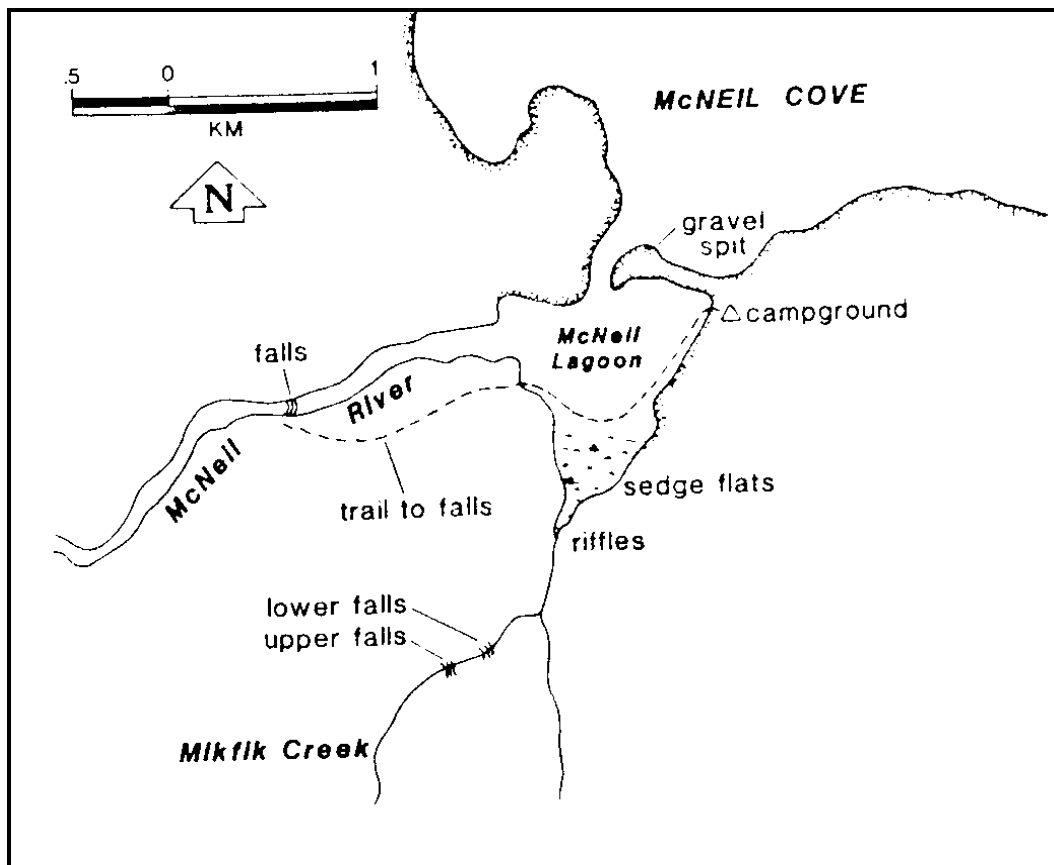 .5 0 1
KM
N
McNEIL COVE
gravel
spit
campground
McNeil
Lagoon
falls
River
McNeil
trail to falls
sedge flats
riffles
lower falls
upper falls
Mikfik Creek